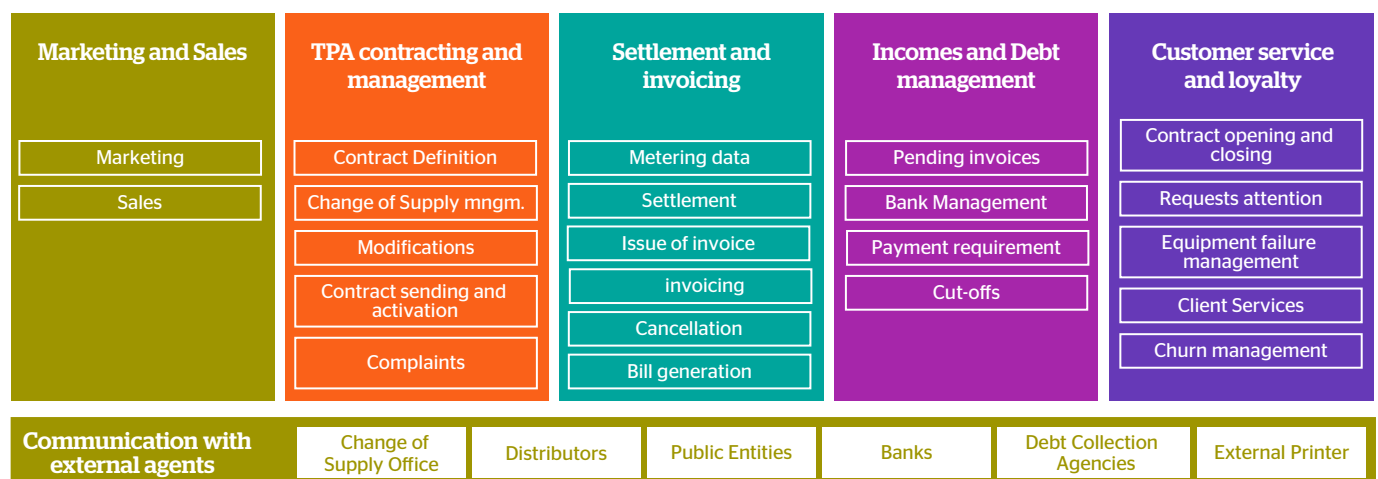 Marketing and Sales
Marketing
Sales
TPA contracting and
management
Contract Definition
Change of Supply mngm.
Modifications
Contract sending and
activation
Complaints
Settlement and
invoicing
Metering data
Settlement
Issue of invoice
invoicing
Cancellation
Bill generation
Incomes and Debt
management
Pending invoices
Bank Management
Payment requirement
Cut-offs
Customer service
and loyalty
Contract opening and
closing
Requests attention
Equipment failure
management
Client Services
Churn management
Communication with
external agents
Change of
Supply Office
Distributors
Public Entities
Banks
Debt Collection
Agencies
External Printer